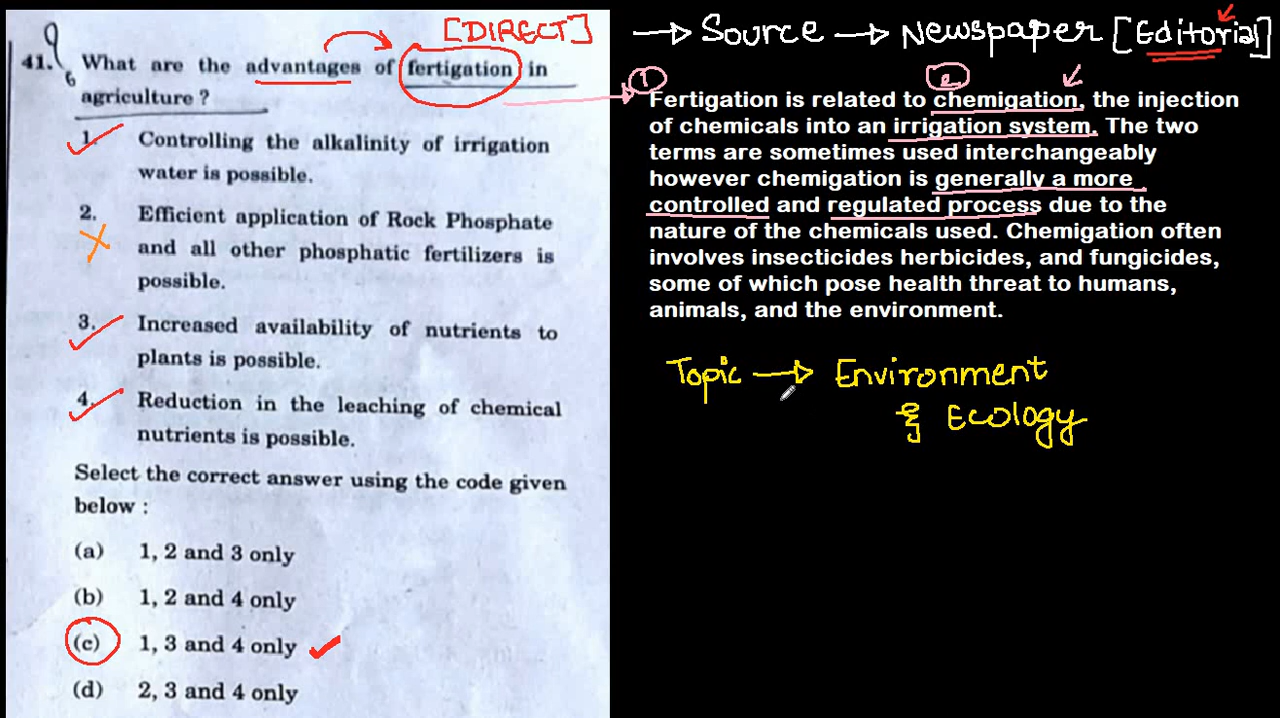 [DIRECT]
9
41. What are the advantages of fertigation in
6
agriculture ?
1. Controlling the alkalinity of irrigation
water is possible.
2. Efficient application of Rock Phosphate
and all other phosphatic fertilizers is
possible.
3. Increased availability of nutrients to
plants is possible.
4. Reduction in the leaching of chemical
nutrients is possible.
Select the correct answer using the code given
below :
(a) 1, 2 and 3 only
(b) 1, 2 and 4 only
(c) 1, 3 and 4 only
(d) 2, 3 and 4 only
→ Source → Newspaper [Editorial]
① ②
Fertigation is related to chemigation, the injection
of chemicals into an irrigation system. The two
terms are sometimes used interchangeably
however chemigation is generally a more
controlled and regulated process due to the
nature of the chemicals used. Chemigation often
involves insecticides herbicides, and fungicides,
some of which pose health threat to humans,
animals, and the environment.
Topic → Environment
& Ecology